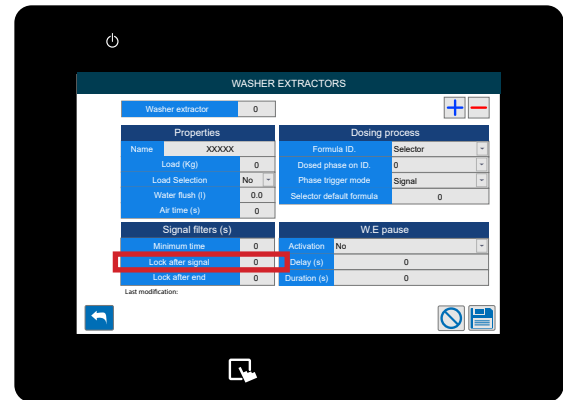 WASHER EXTRACTORS
Washer extractor 0
Properties
Name XXXXX
Load (Kg) 0
Load Selection No
Water flush (l) 0.0
Air time (s) 0
Dosing process
Formula ID. Selector
Dosed phase on ID. 0
Phase trigger mode Signal
Selector default formula 0
Signal filters (s)
Minimum time 0
Lock after signal 0
Lock after end 0
W.E pause
Activation No
Delay (s) 0
Duration (s) 0
Last modification: